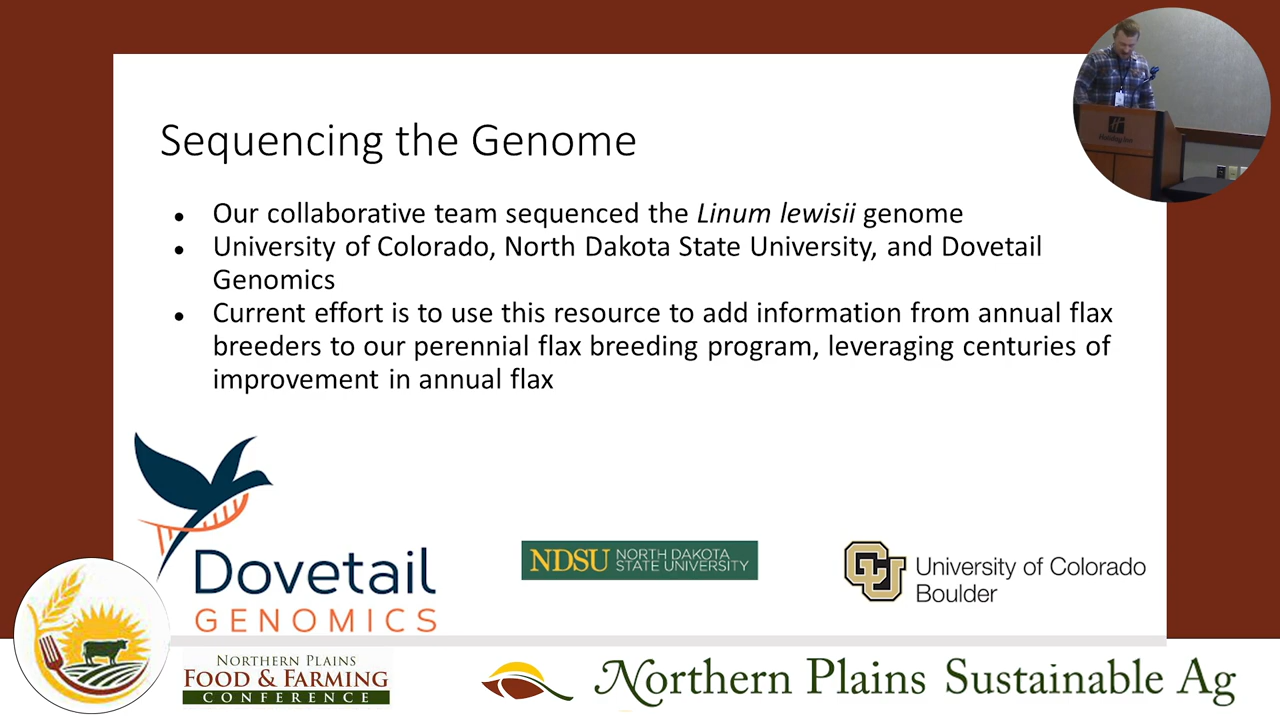 Sequencing the Genome
● Our collaborative team sequenced the Linum lewisii genome
● University of Colorado, North Dakota State University, and Dovetail
Genomics
● Current effort is to use this resource to add information from annual flax
breeders to our perennial flax breeding program, leveraging centuries of
improvement in annual flax
Dovetail
GENOMICS
NDSU NORTH DAKOTA
STATE UNIVERSITY
University of Colorado
Boulder
NORTHERN PLAINS
FOOD & FARMING
CONFERENCE
Northern Plains Sustainable Ag
Holiday Inn